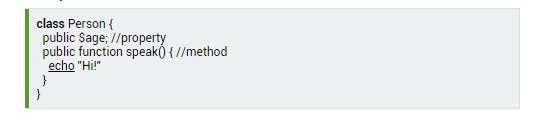 class Person {
public $age; //property
public function speak() { //method
echo "Hi!"
}
}